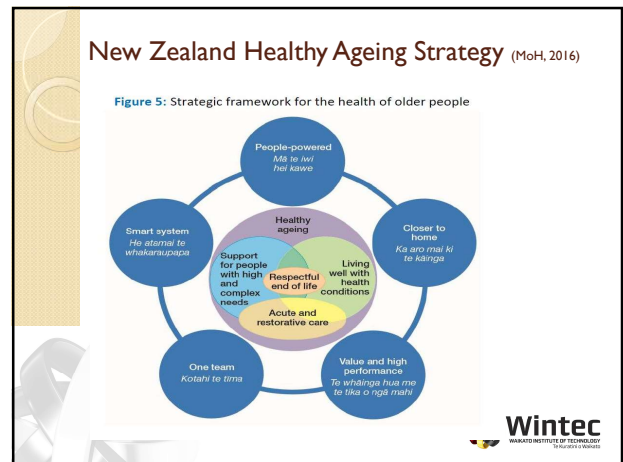 New Zealand Healthy Ageing Strategy (MoH, 2016)
Figure 5: Strategic framework for the health of older people
People-powered
Mā te iwi
hei kawe
Smart system
He atamai te
whakaraupapa
Closer to
home
Ka aro mai ki
te kāinga
Healthy
ageing
Support
for people
with high
and
complex
needs
Respectful
end of life
Living
well with
health
conditions
Acute and
restorative care
One team
Kotahi te tīma
Value and high
performance
Te whāinga hua me
te tika o ngā mahi
Wintec
WAIKATO INSTITUTE OF TECHNOLOGY
Te Kuratini o Waikato